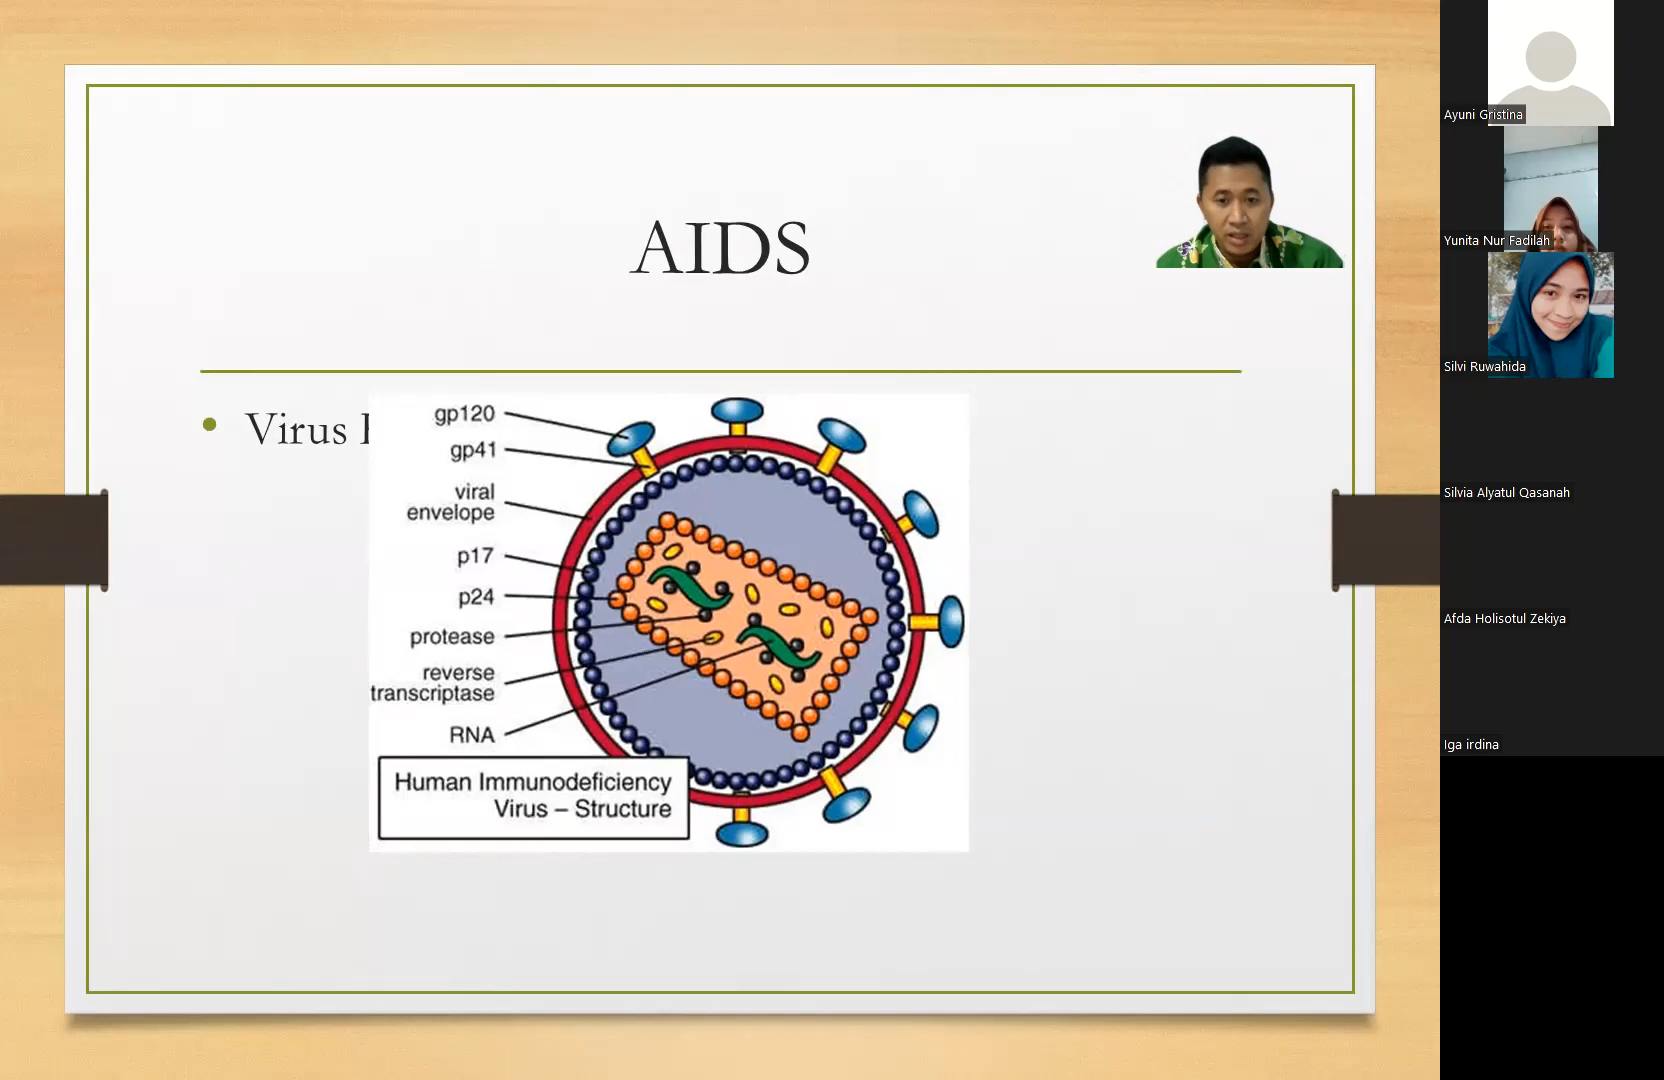 AIDS
Virus
gp120
gp41
viral
envelope
p17
p24
protease
reverse
transcriptase
RNA
Human Immunodeficiency
Virus – Structure
Ayuni Gristina
Yunita Nur Fadilah
Silvi Ruwahida
Silvia Alyatul Qasanah
Afda Holisotul Zekiya
Iga irdina